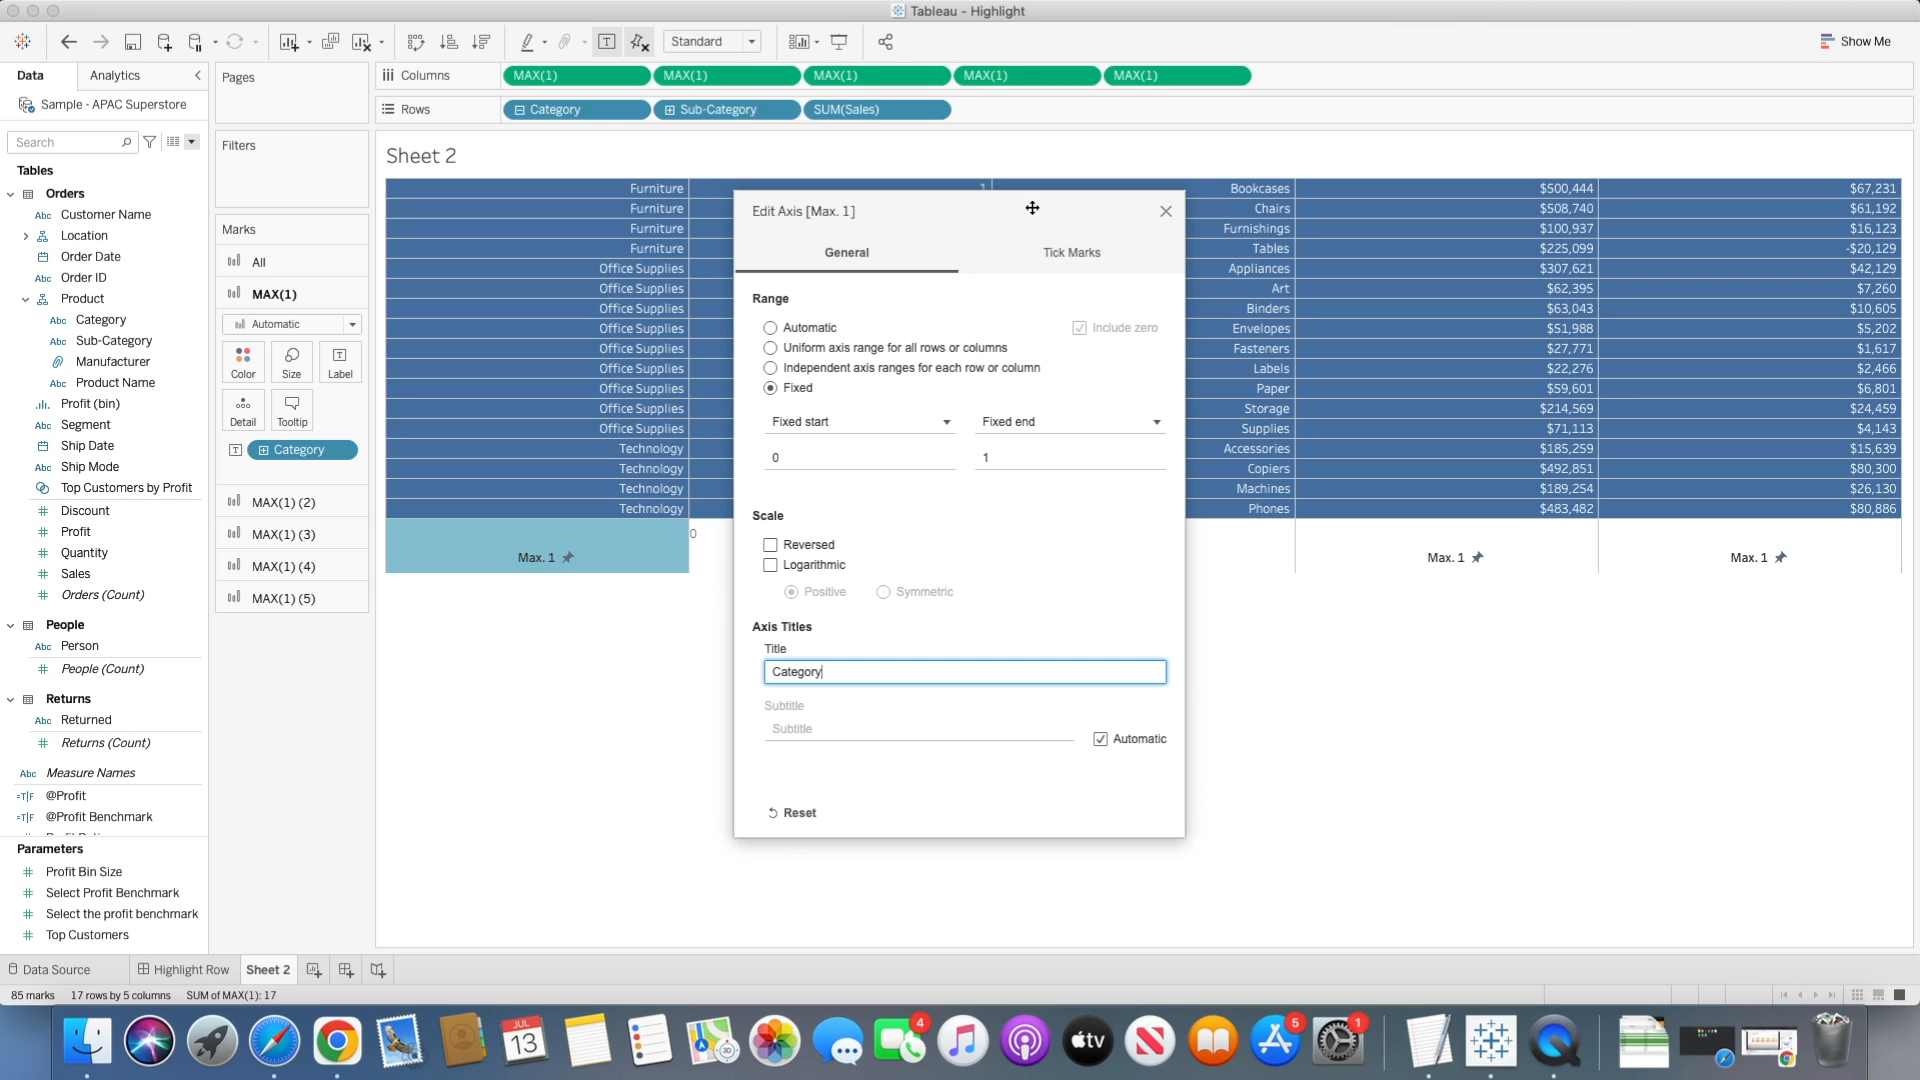 Tableau - Highlight
Standard
Show Me
Data
Analytics
Pages
Columns
MAX(1)
MAX(1)
MAX(1)
MAX(1)
MAX(1)
Sample - APAC Superstore
Rows
Category
Sub-Category
SUM(Sales)
Search
Filters
Sheet 2
Tables
Orders
Customer Name
Location
Order Date
Order ID
Product
Category
Sub-Category
Manufacturer
Product Name
Profit (bin)
Segment
Ship Date
Ship Mode
Top Customers by Profit
Discount
Profit
Quantity
Sales
Orders (Count)
People
Person
People (Count)
Returns
Returned
Returns (Count)
Measure Names
@Profit
@Profit Benchmark
Parameters
Profit Bin Size
Select Profit Benchmark
Select the profit benchmark
Top Customers
Marks
All
MAX(1)
Automatic
Color
Size
Label
Detail
Tooltip
Category
MAX(1) (2)
MAX(1) (3)
MAX(1) (4)
MAX(1) (5)
Furniture 1 Bookcases $500,444 $67,231
Furniture Chairs $508,740 $61,192
Furniture Furnishings $100,937 $16,123
Furniture Tables $225,099 -$20,129
Office Supplies Appliances $307,621 $42,129
Office Supplies Art $62,395 $7,260
Office Supplies Binders $63,043 $10,605
Office Supplies Envelopes $51,988 $5,202
Office Supplies Fasteners $27,771 $1,617
Office Supplies Labels $22,276 $2,466
Office Supplies Paper $59,601 $6,801
Office Supplies Storage $214,569 $24,459
Office Supplies Supplies $71,113 $4,143
Technology Accessories $185,259 $15,639
Technology Copiers $492,851 $80,300
Technology Machines $189,254 $26,130
Technology Phones $483,482 $80,886
0
Max. 1
Max. 1
Max. 1
Edit Axis [Max. 1]
General
Tick Marks
Range
Automatic
Include zero
Uniform axis range for all rows or columns
Independent axis ranges for each row or column
Fixed
Fixed start
Fixed end
0
1
Scale
Reversed
Logarithmic
Positive
Symmetric
Axis Titles
Title
Category
Subtitle
Subtitle
Automatic
Reset
Data Source
Highlight Row
Sheet 2
85 marks
17 rows by 5 columns
SUM of MAX(1): 17
JUL
13
4
tv
5
1